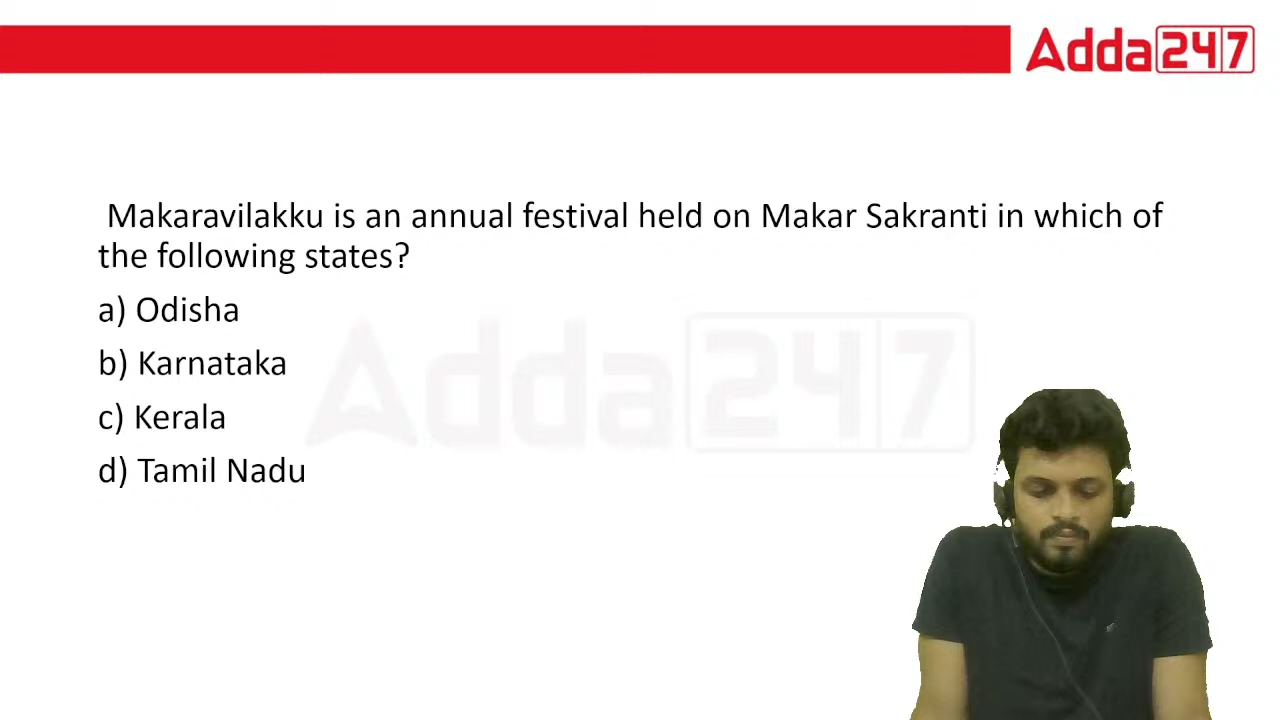 Adda247
Makaravilakku is an annual festival held on Makar Sakranti in which of
the following states?
a) Odisha
b) Karnataka
c) Kerala
d) Tamil Nadu
Adda247